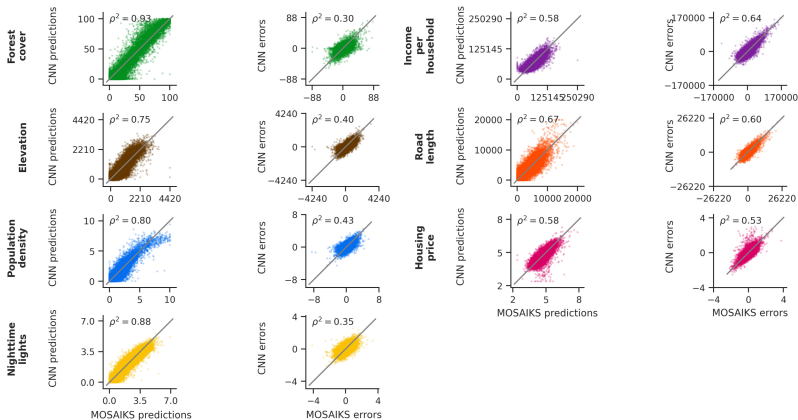 Forest
cover
CNN predictions
100
50
0
0
50
100
ρ² = 0.93
CNN errors
88
0
−88
−88
0
88
ρ² = 0.30
Income
per
household
CNN predictions
250290
125145
0
0
125145
250290
ρ² = 0.58
CNN errors
170000
0
−170000
−170000
0
170000
ρ² = 0.64
Elevation
CNN predictions
4420
2210
0
0
2210
4420
ρ² = 0.75
CNN errors
4240
0
−4240
−4240
0
4240
ρ² = 0.40
Road
length
CNN predictions
20000
10000
0
0
10000
20000
ρ² = 0.67
CNN errors
26220
0
−26220
−26220
0
26220
ρ² = 0.60
Population
density
CNN predictions
10
5
0
0
5
10
ρ² = 0.80
CNN errors
8
0
−8
−8
0
8
ρ² = 0.43
Housing
price
CNN predictions
8
5
2
2
5
8
ρ² = 0.58
MOSAIKS predictions
CNN errors
4
0
−4
−4
0
4
ρ² = 0.53
MOSAIKS errors
Nighttime
lights
CNN predictions
7.0
3.5
0.0
0.0
3.5
7.0
ρ² = 0.88
MOSAIKS predictions
CNN errors
4
0
−4
−4
0
4
ρ² = 0.35
MOSAIKS errors